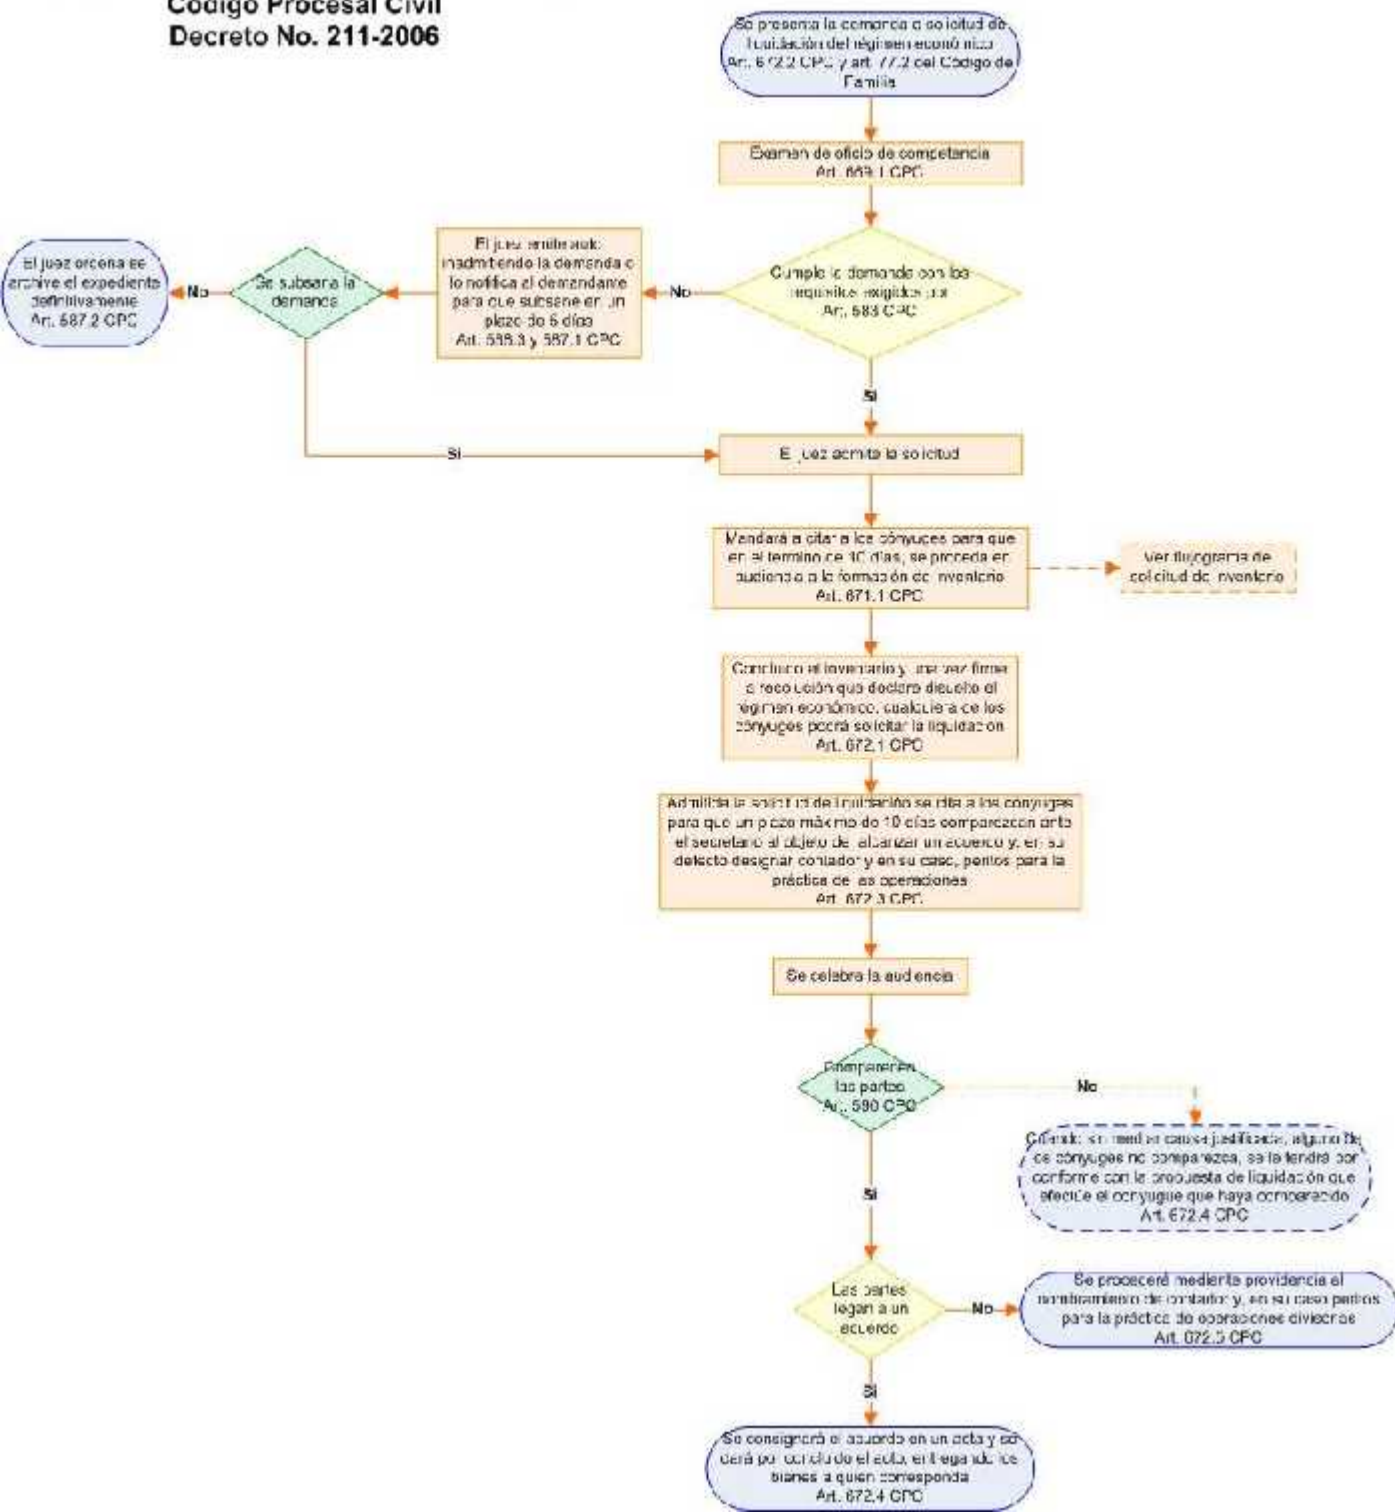 Código Procesal Civil
Decreto No. 211-2006
Se presenta la demanda o solicitud de
liquidación del régimen económico
Art. 672.2 CPC y art. 77.2 del Código de
Familia
Examen de oficio de competencia
Art. 669.1 CPC
Cumple la demanda con los
requisitos exigidos por
Art. 583 CPC
No
El juez emite auto
inadmitiendo la demanda o
lo notifica al demandante
para que subsane en un
plazo de 5 días
Art. 3 y 587.1 CPC
Se subsana la
demanda
No
El juez ordena se
archive el expediente
definitivamente
Art. 587.2 CPC
Si
Si
El juez admite la solicitud
Mandará a citar a los cónyuges para que
en el termino de 10 días, se proceda en
audiencia a la formación de inventario
Art. 671.1 CPC
Ver flujograma de
solicitud de inventario
Concluido el inventario y una vez firme
la resolución que declare disuelto el
régimen económico, cualquiera de los
cónyuges podrá solicitar la liquidación
Art. 672.1 CPC
Admitida la solicitud de liquidación se cita a los cónyuges
para que un plazo máximo de 10 días comparezcan ante
el secretario al objeto de alcanzar un acuerdo y, en su
defecto designar contador y en su caso, peritos para la
práctica de las operaciones
Art. 672.3 CPC
Se celebra la audiencia
Comparecen
las partes
Art. 590 CPC
No
Cuando sin mediar causa justificada, alguno de
los cónyuges no comparezca, se le tendrá por
conforme con la propuesta de liquidación que
efectúe el conyugue que haya comparecido
Art. 672.4 CPC
Si
Las partes
llegan a un
acuerdo
No
Se procederá mediante providencia al
nombramiento de contador y, en su caso peritos
para la práctica de operaciones divisorias
Art. 672.5 CPC
Si
Se consignará el acuerdo en un acta y se
dará por concluido el acto, entregando los
bienes a quien corresponda
Art. 672.4 CPC